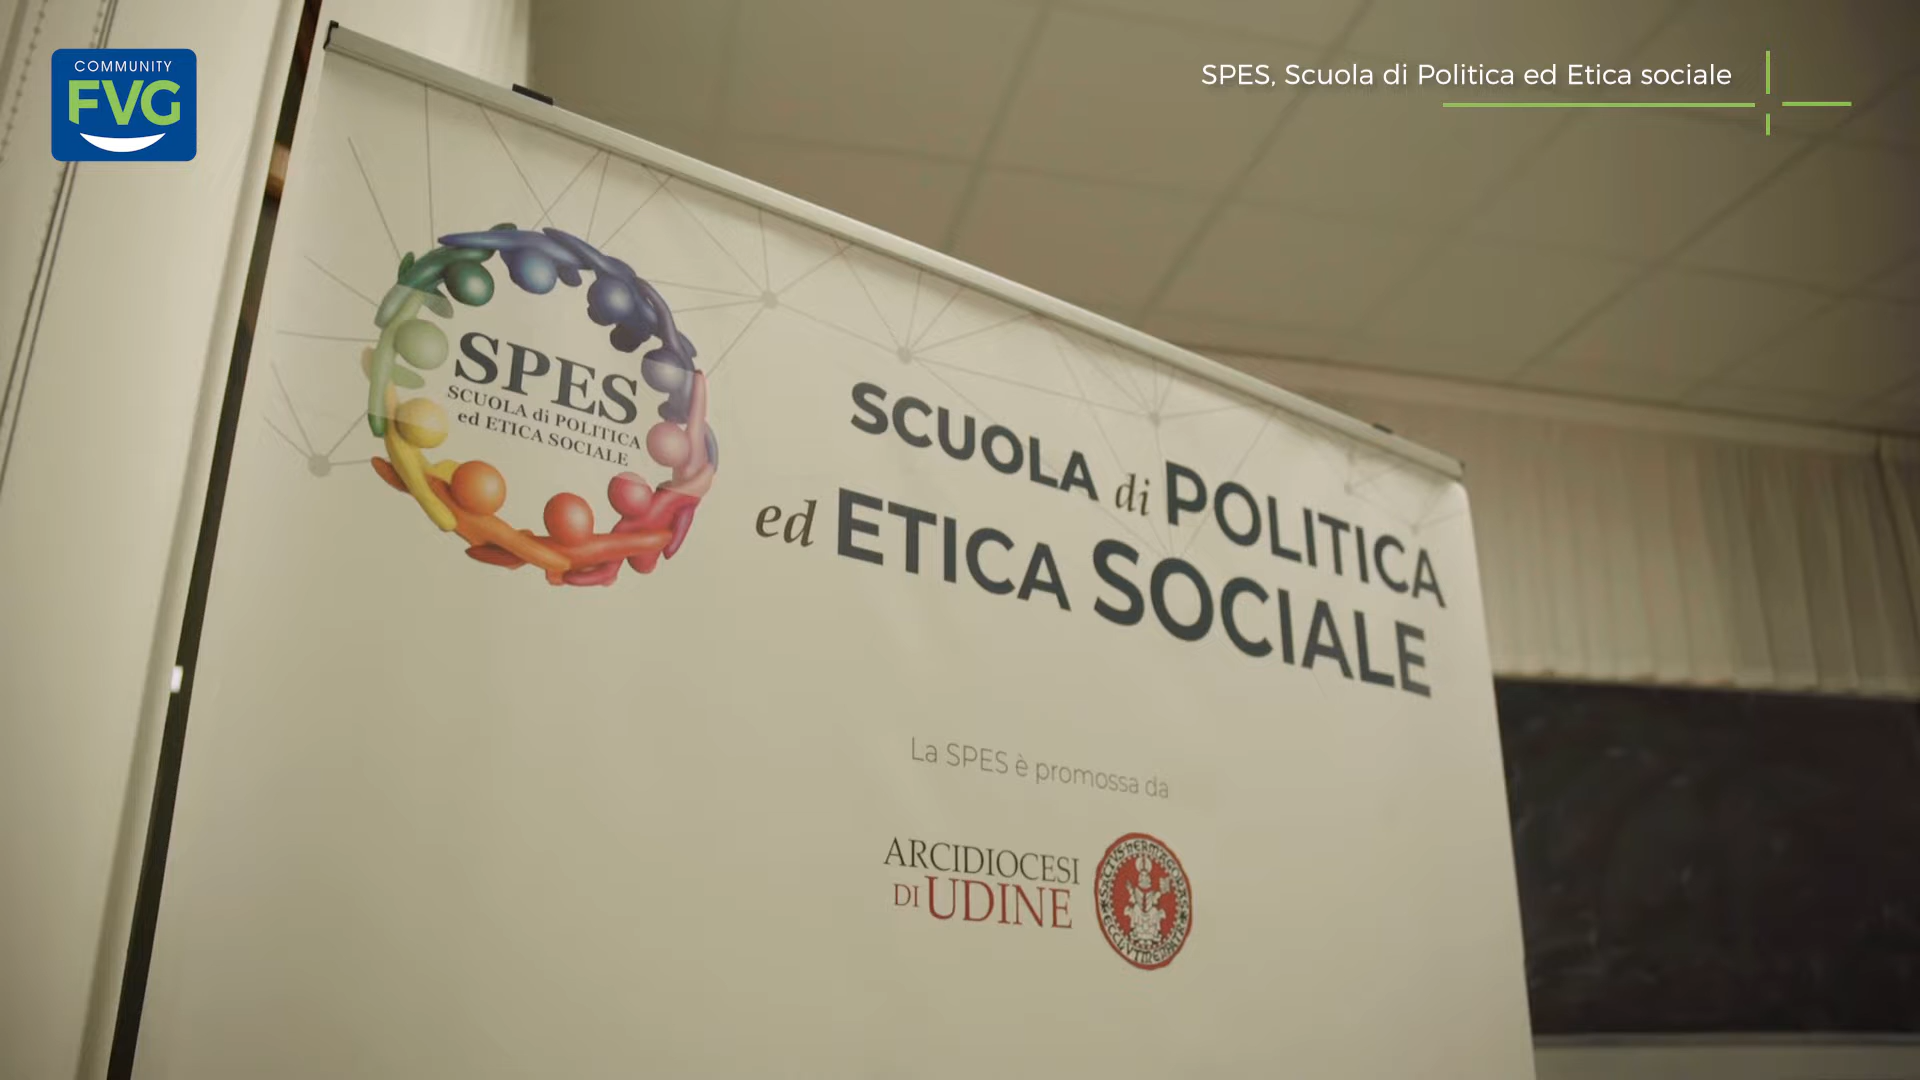 COMMUNITY
FVG
SPES, Scuola di Politica ed Etica sociale
SPES
SCUOLA di POLITICA
ed ETICA SOCIALE
SCUOLA di POLITICA
ed ETICA SOCIALE
La SPES è promossa da
ARCIDIOCESI
DI UDINE